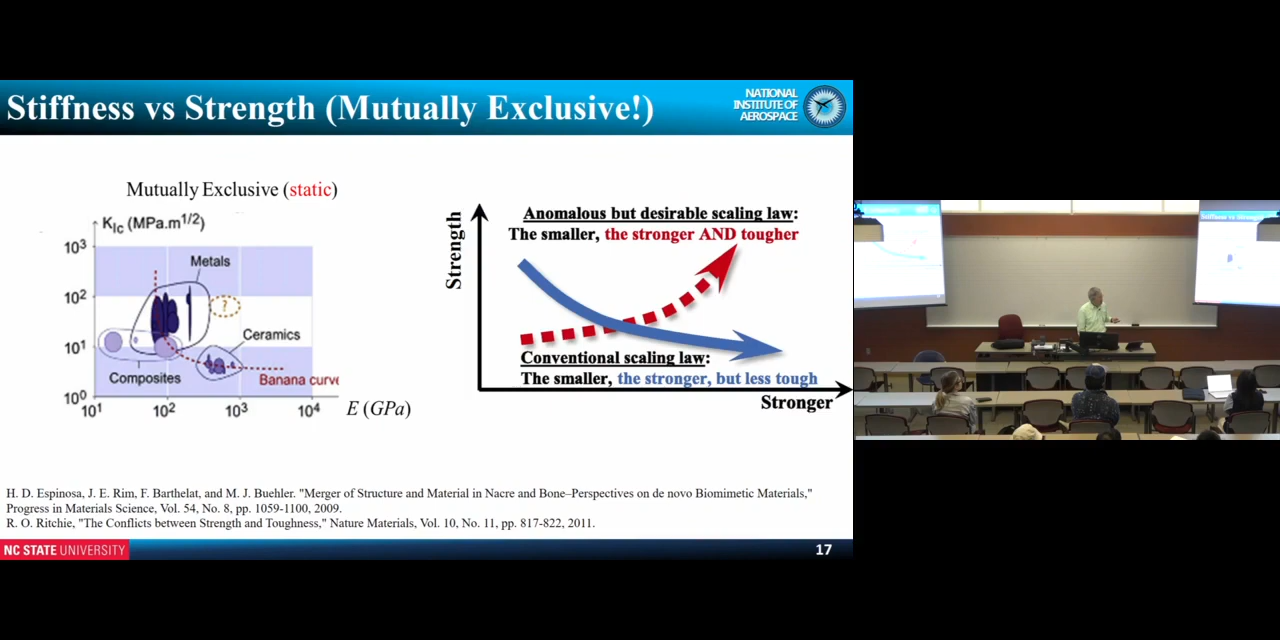 Stiffness vs Strength (Mutually Exclusive!)
NATIONAL
INSTITUTE OF
AEROSPACE
Mutually Exclusive (static)
K_Ic (MPa.m^1/2)
10^3
10^2
10^1
10^0
10^1
10^2
10^3
10^4
E (GPa)
Metals
?
Ceramics
Composites
Banana curve
Strength
Anomalous but desirable scaling law:
The smaller, the stronger AND tougher
Conventional scaling law:
The smaller, the stronger, but less tough
Stronger
H. D. Espinosa, J. E. Rim, F. Barthelat, and M. J. Buehler. "Merger of Structure and Material in Nacre and Bone–Perspectives on de novo Biomimetic Materials,"
Progress in Materials Science, Vol. 54, No. 8, pp. 1059-1100, 2009.
R. O. Ritchie, "The Conflicts between Strength and Toughness," Nature Materials, Vol. 10, No. 11, pp. 817-822, 2011.
NC STATE UNIVERSITY
17
Stiffness vs Strength